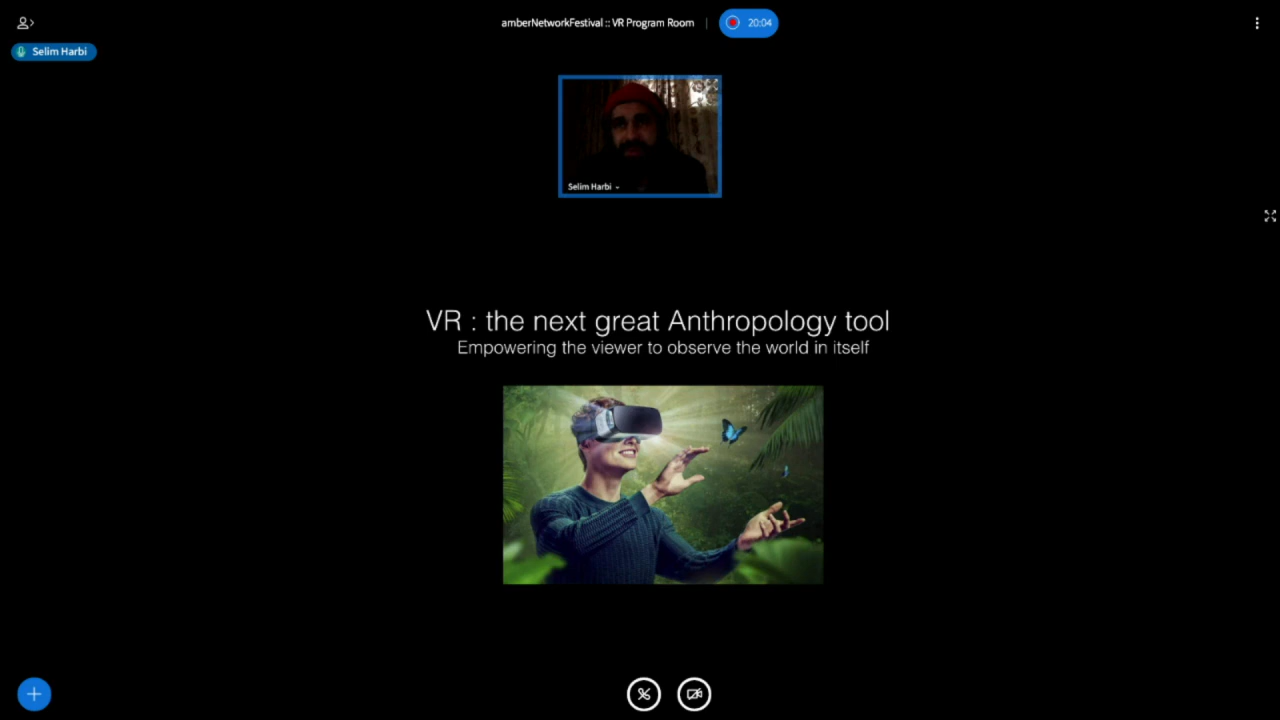 amberNetworkFestival :: VR Program Room
20:04
Selim Harbi
Selim Harbi
VR : the next great Anthropology tool
Empowering the viewer to observe the world in itself